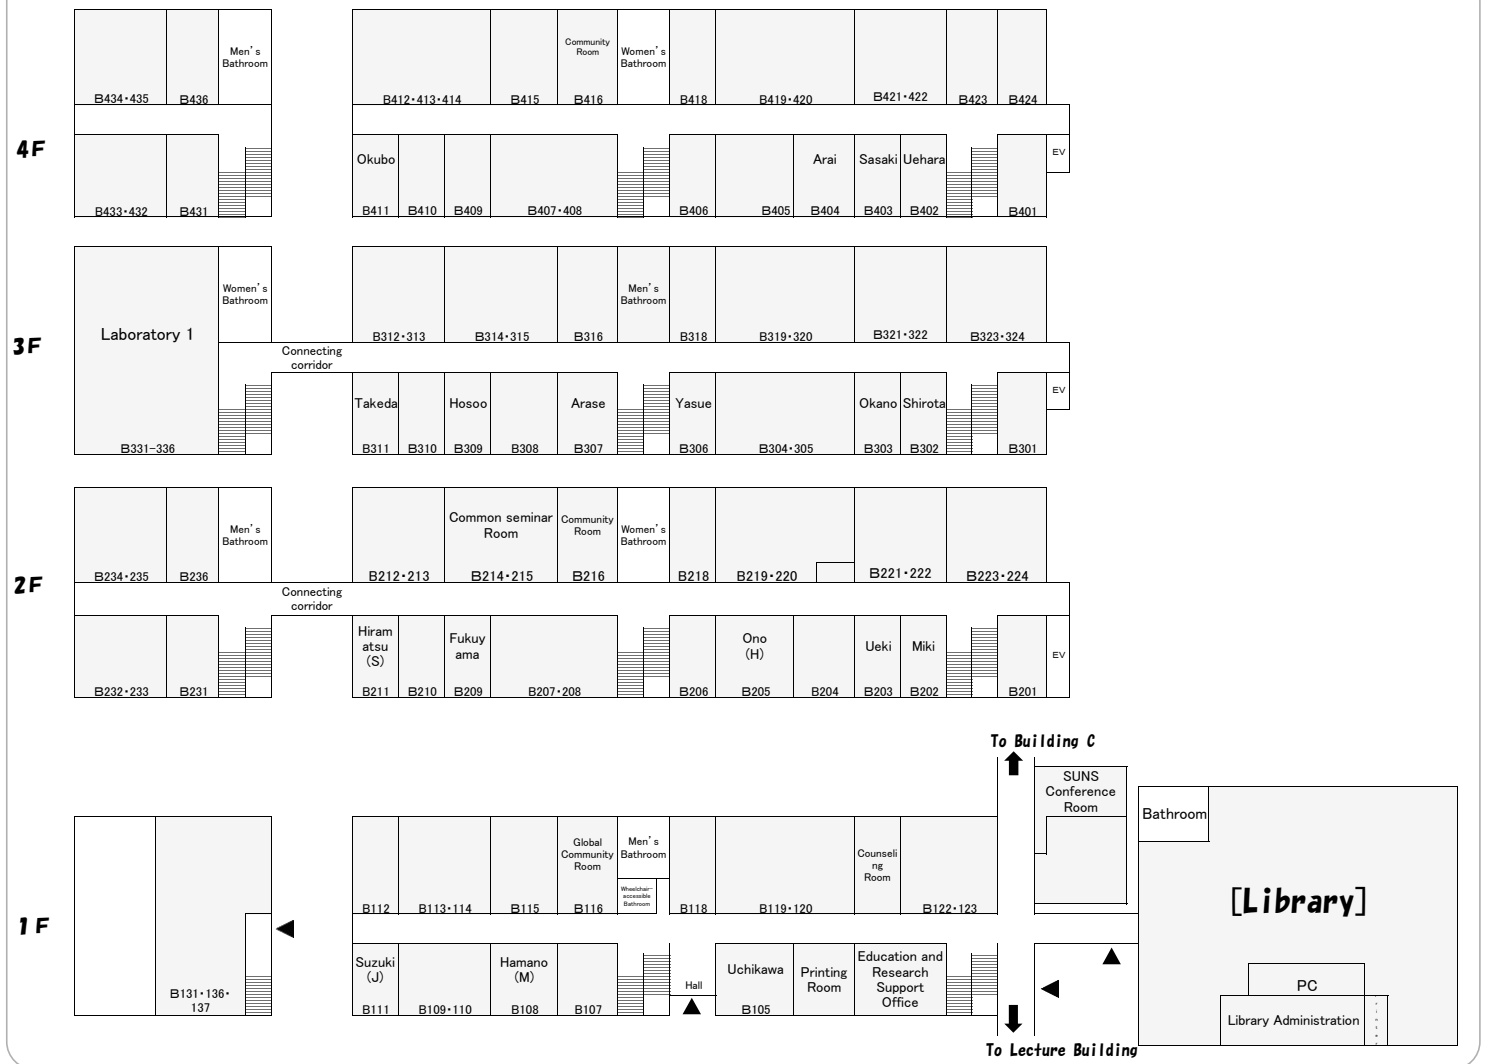 Men's
Bathroom
B434・435
B436
Community
Room
Women's
Bathroom
B412・413・414
B415
B416
B418
B419・420
B421・422
B423
B424
4F
Okubo
Arai
Sasaki
Uehara
EV
B433・432
B431
B411
B410
B409
B407・408
B406
B405
B404
B403
B402
B401
Women's
Bathroom
Men's
Bathroom
Laboratory 1
B312・313
B314・315
B316
B318
B319・320
B321・322
B323・324
3F
Connecting
corridor
Takeda
Hosoo
Arase
Yasue
Okano
Shirota
EV
B331-336
B311
B310
B309
B308
B307
B306
B304・305
B303
B302
B301
Men's
Bathroom
Common seminar
Room
Community
Room
Women's
Bathroom
B234・235
B236
B212・213
B214・215
B216
B218
B219・220
B221・222
B223・224
2F
Connecting
corridor
Hiram
atsu
(S)
Fukuy
ama
Ono
(H)
Ueki
Miki
EV
B232・233
B231
B211
B210
B209
B207・208
B206
B205
B204
B203
B202
B201
To Building C
SUNS
Conference
Room
Bathroom
Global
Community
Room
Men's
Bathroom
Wheelchair-
accessible
Bathroom
Counseli
ng
Room
B112
B113・114
B115
B116
B118
B119・120
B122・123
[Library]
1F
Suzuki
(J)
Hamano
(M)
Hall
Uchikawa
Printing
Room
Education and
Research
Support
Office
B131・136・
137
B111
B109・110
B108
B107
B105
PC
Library Administration
To Lecture Building